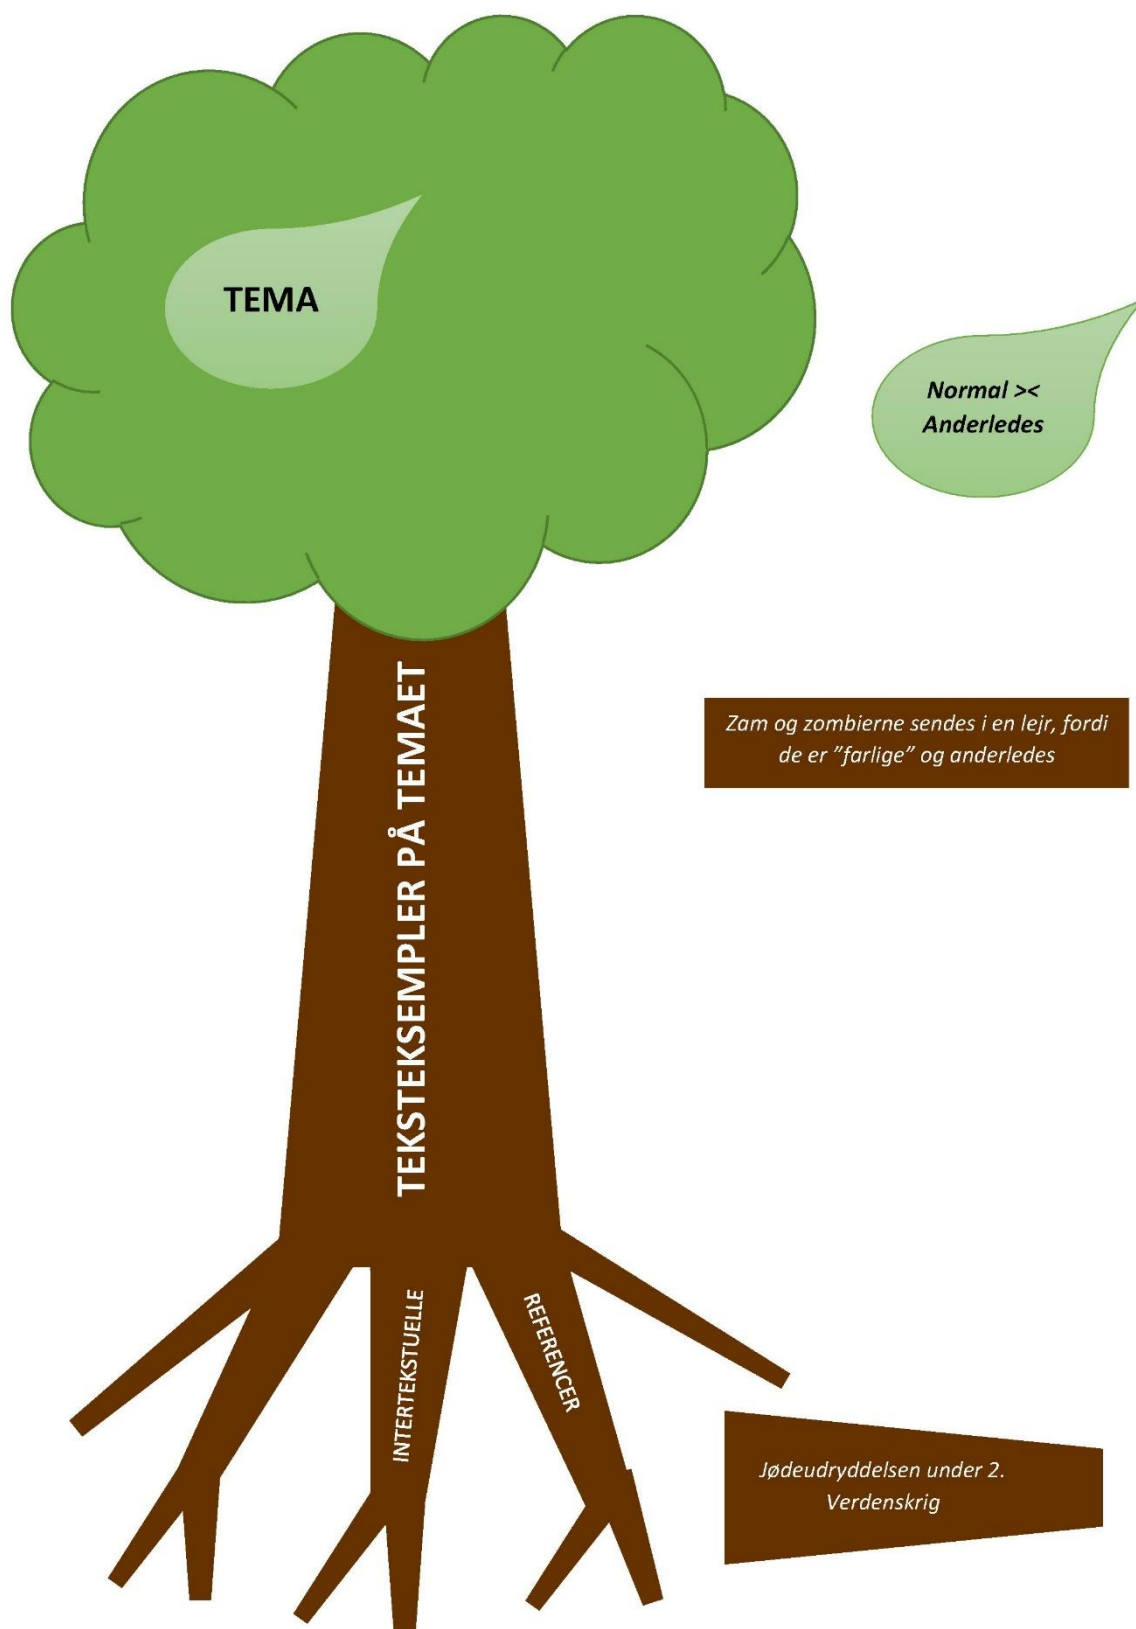 TEMA
Normal ><
Anderledes
TEKSTEKSEMPLER PÅ TEMAET
Zam og zombierne sendes i en lejr, fordi
de er ”farlige” og anderledes
INTERTEKSTUELLE
REFERENCER
Jødeudryddelsen under 2.
Verdenskrig